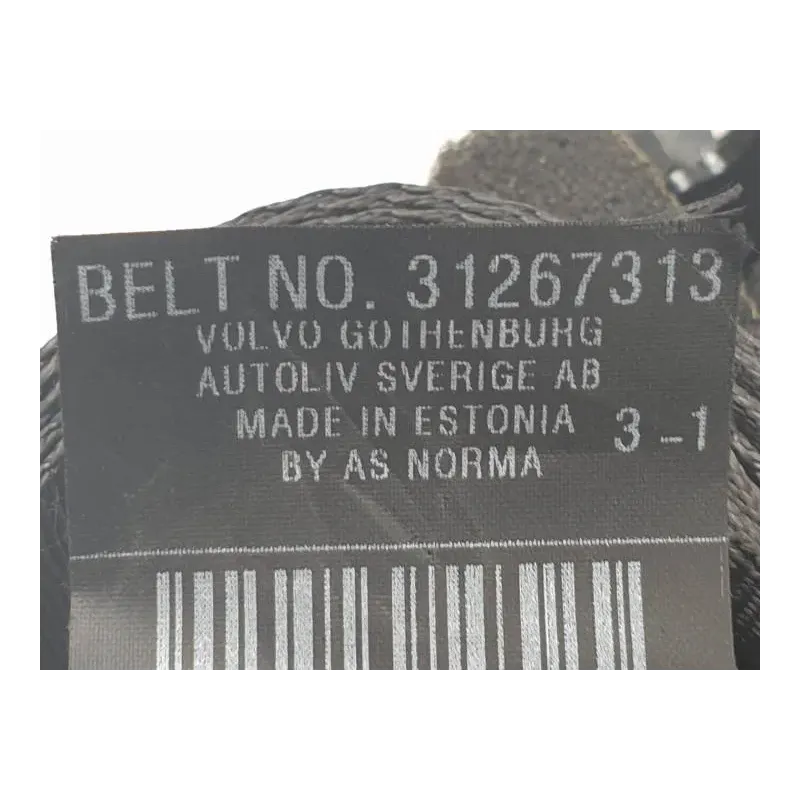 BELT NO. 31267313
VOLVO GOTHENBURG
AUTOLIV SVERIGE AB
MADE IN ESTONIA 3-1
BY AS NORMA